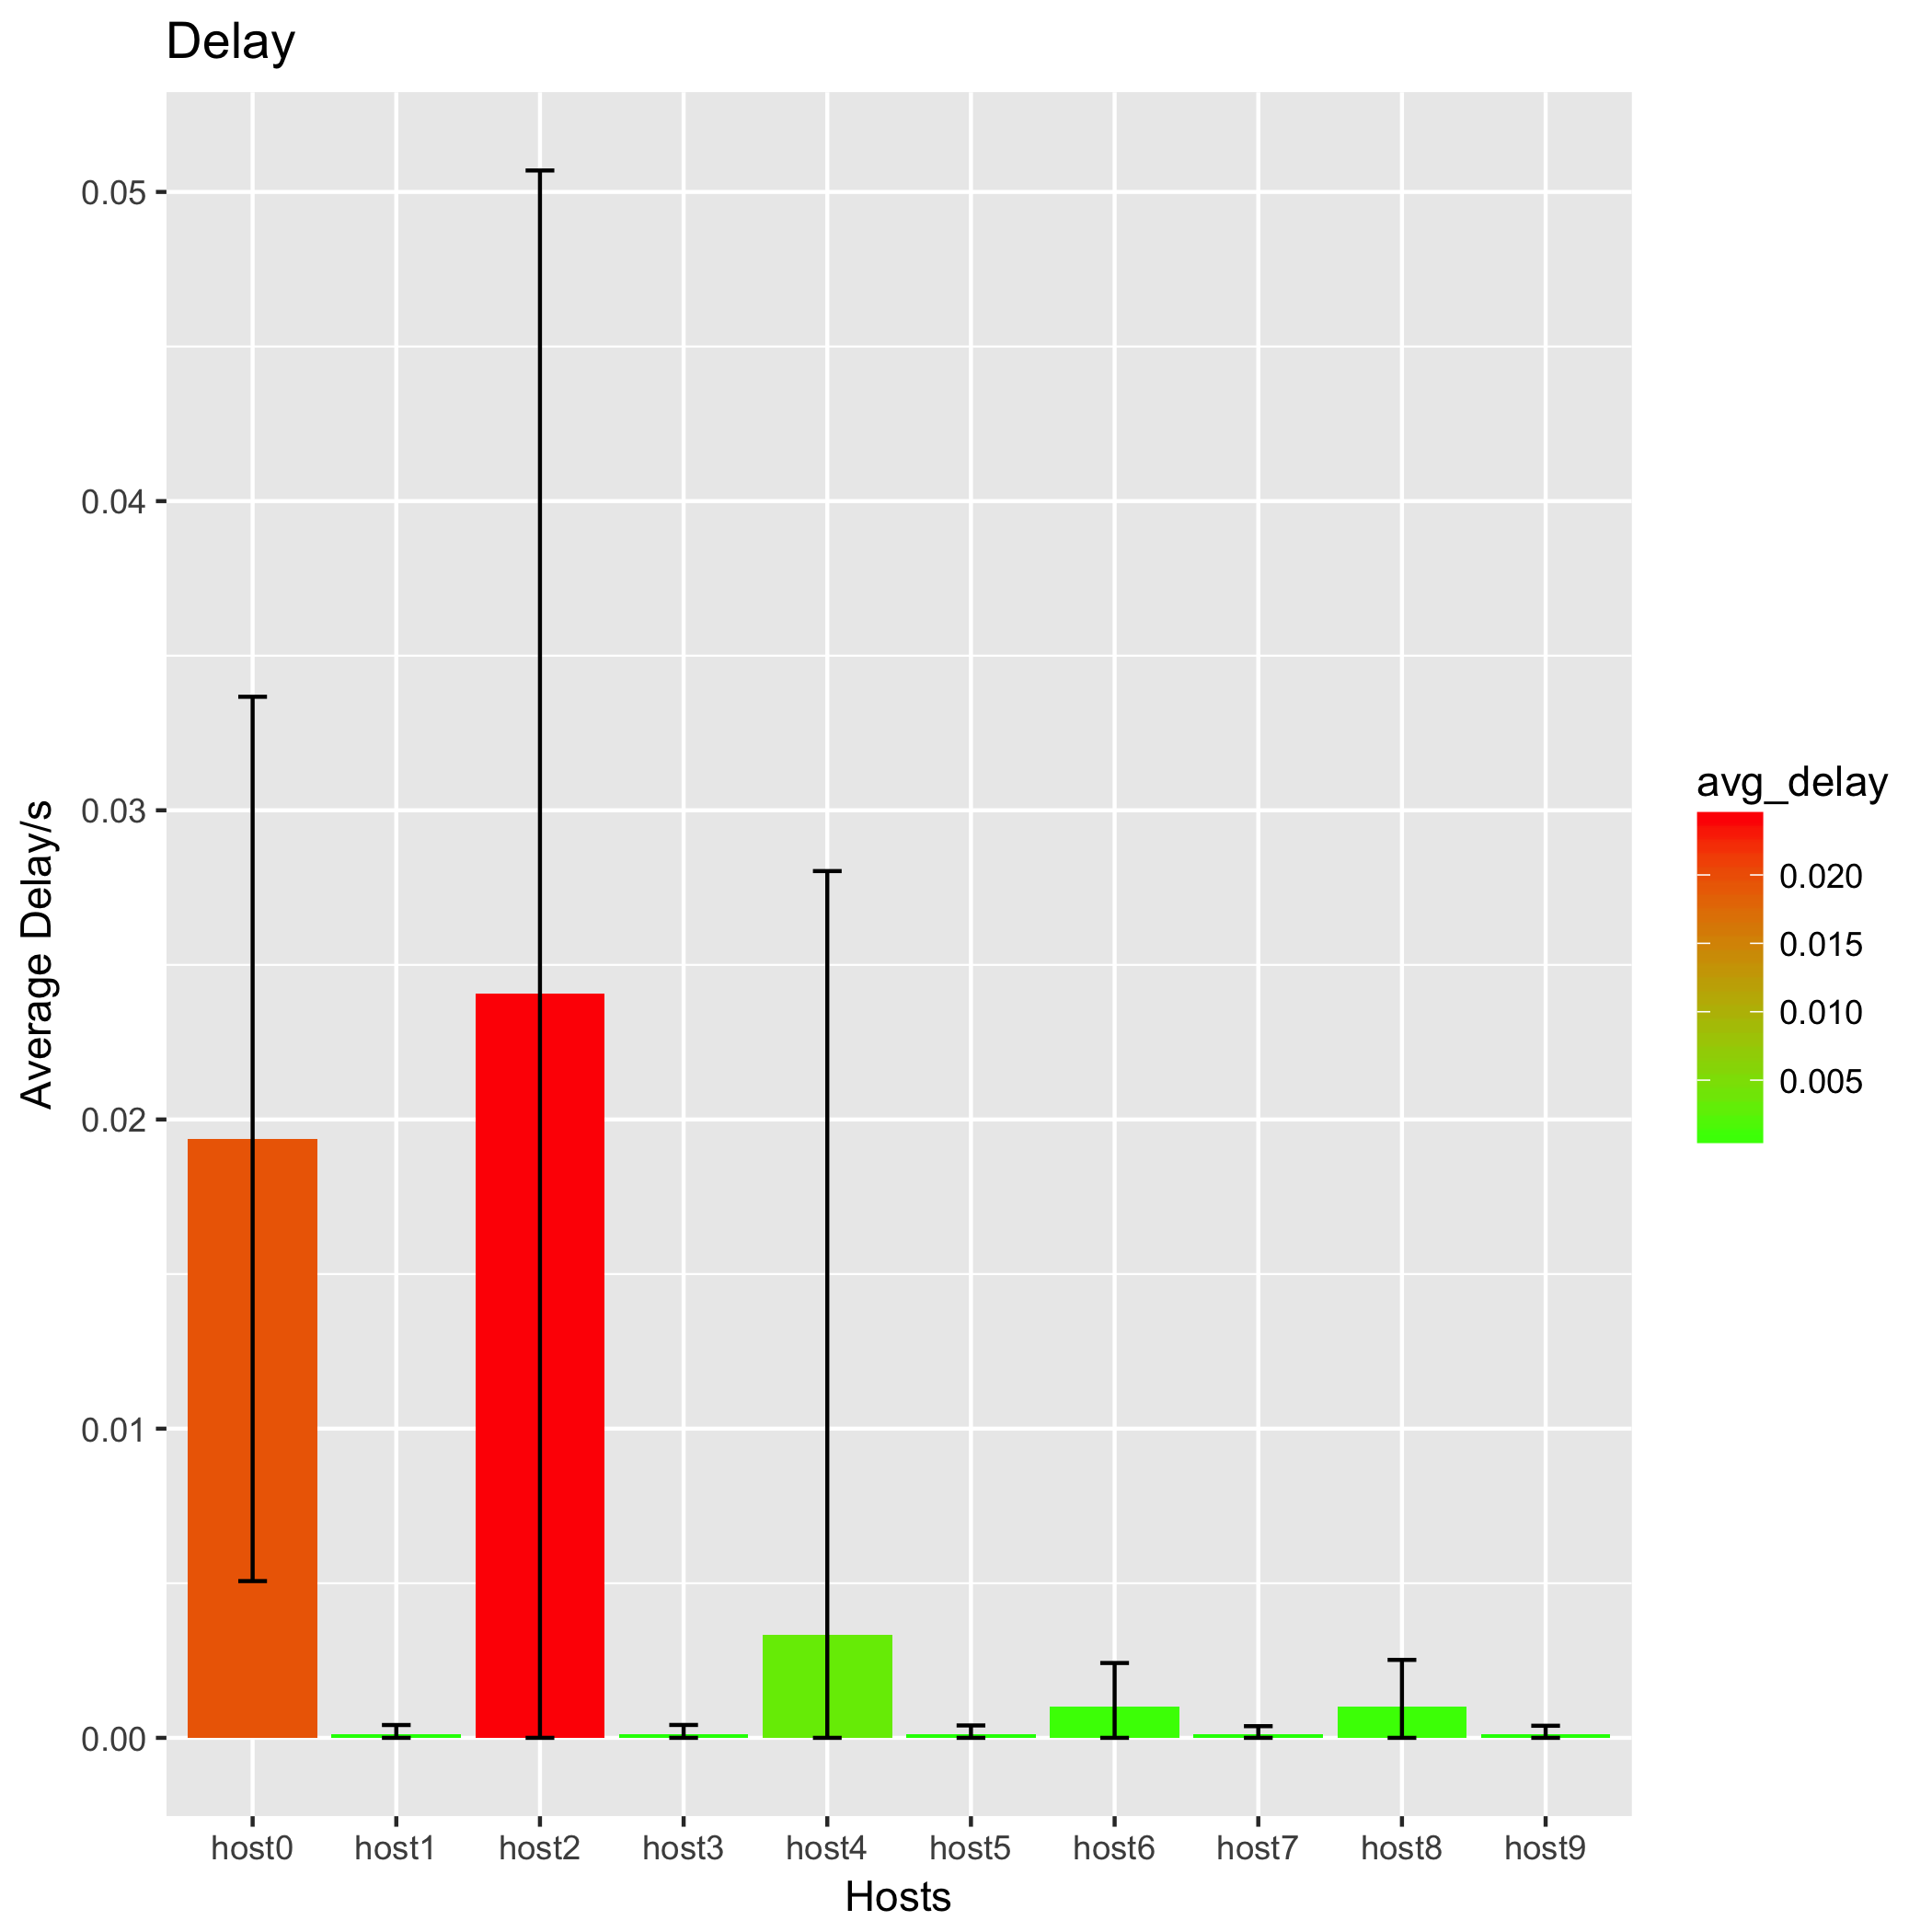 Delay
Average Delay/s
0.05
0.04
0.03
0.02
0.01
0.00
host0 host1 host2 host3 host4 host5 host6 host7 host8 host9
Hosts
avg_delay
0.020
0.015
0.010
0.005